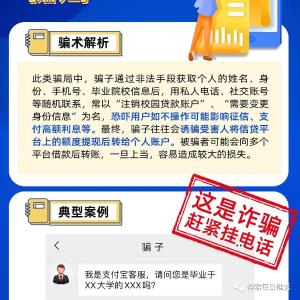 骗术解析
此类骗局中，骗子通过非法手段获取个人的姓名、身
份、手机号、毕业院校信息后，用私人电话、社交账号
等随机联系，常以“注销校园贷款账户”、“需要变更
身份信息”为名，恐吓用户如不操作可能影响征信、支
付高额利息等。最终，骗子往往会诱骗受害人将信贷平
台上的额度提现后转给个人账户。被骗者可能会向多个
平台借款后转账，一旦上当，容易造成较大的损失。
典型案例
这是诈骗
赶紧挂电话
骗子
我是支付宝客服，请问您是毕业于
XX大学的XXX吗？